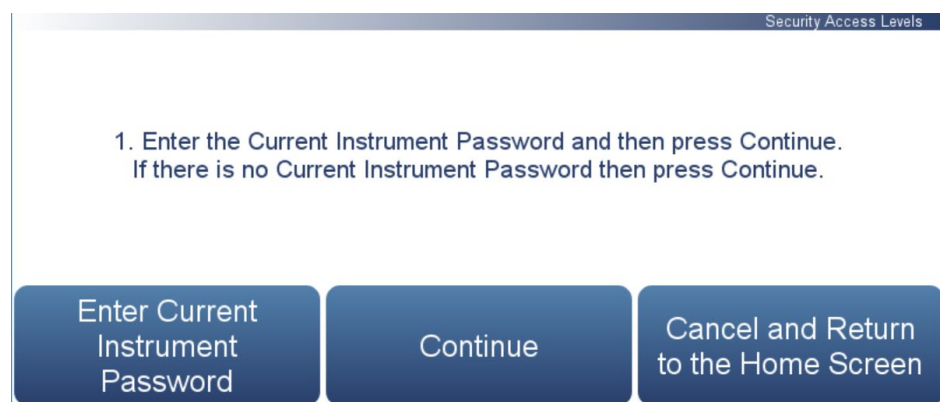 Security Access Levels
1. Enter the Current Instrument Password and then press Continue.
If there is no Current Instrument Password then press Continue.
Enter Current
Instrument
Password
Continue
Cancel and Return
to the Home Screen